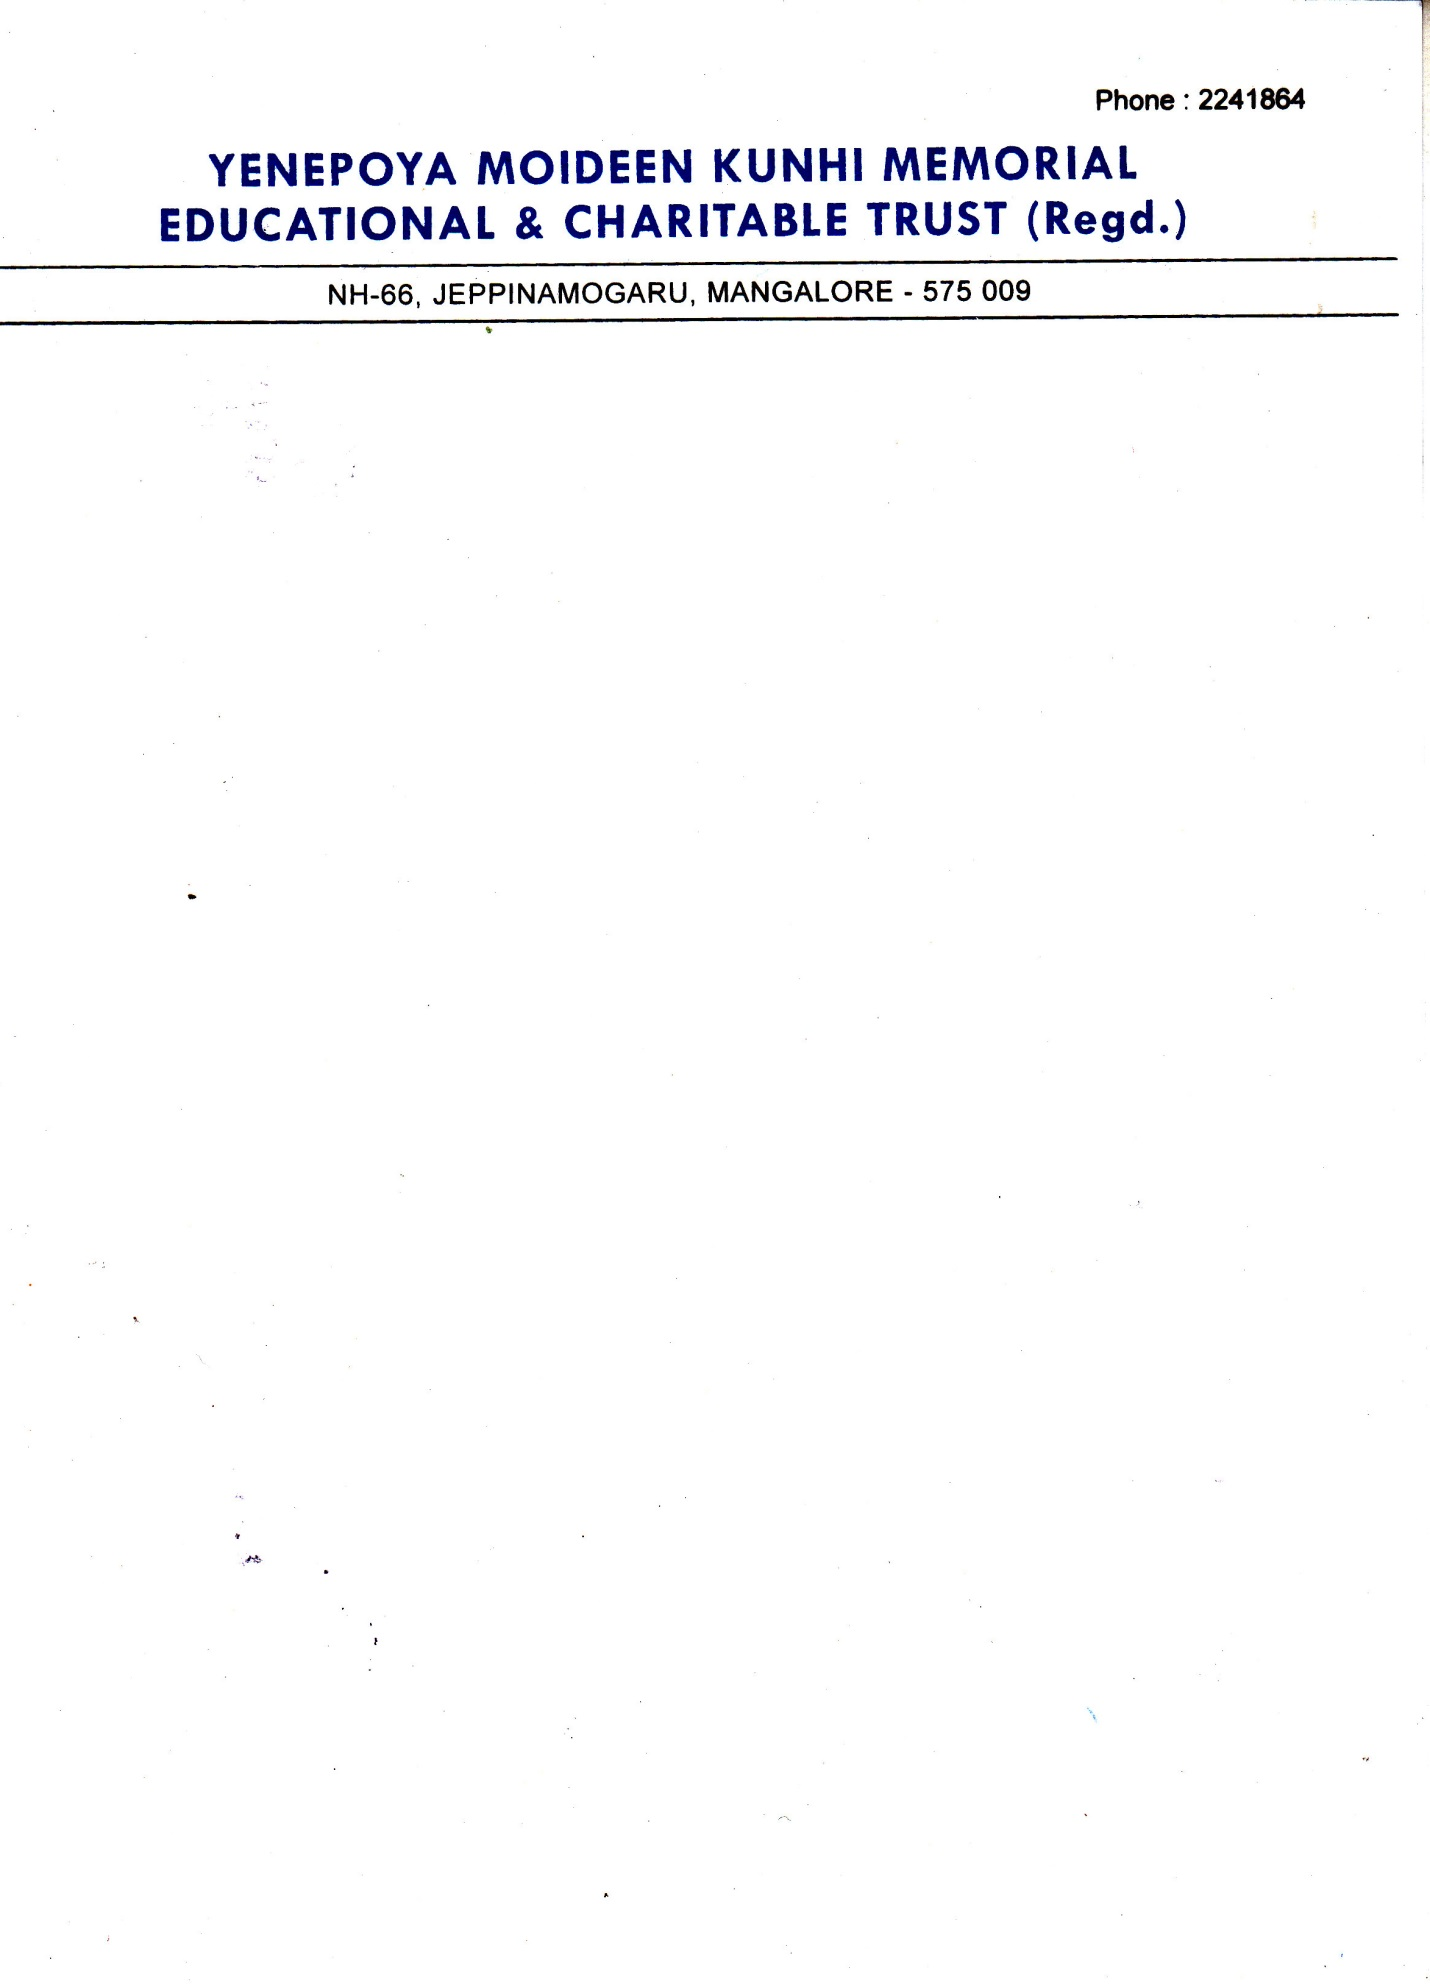 Phone : 2241864
YENEPOYA MOIDEEN KUNHI MEMORIAL
EDUCATIONAL & CHARITABLE TRUST (Regd.)
NH-66, JEPPINAMOGARU, MANGALORE - 575 009